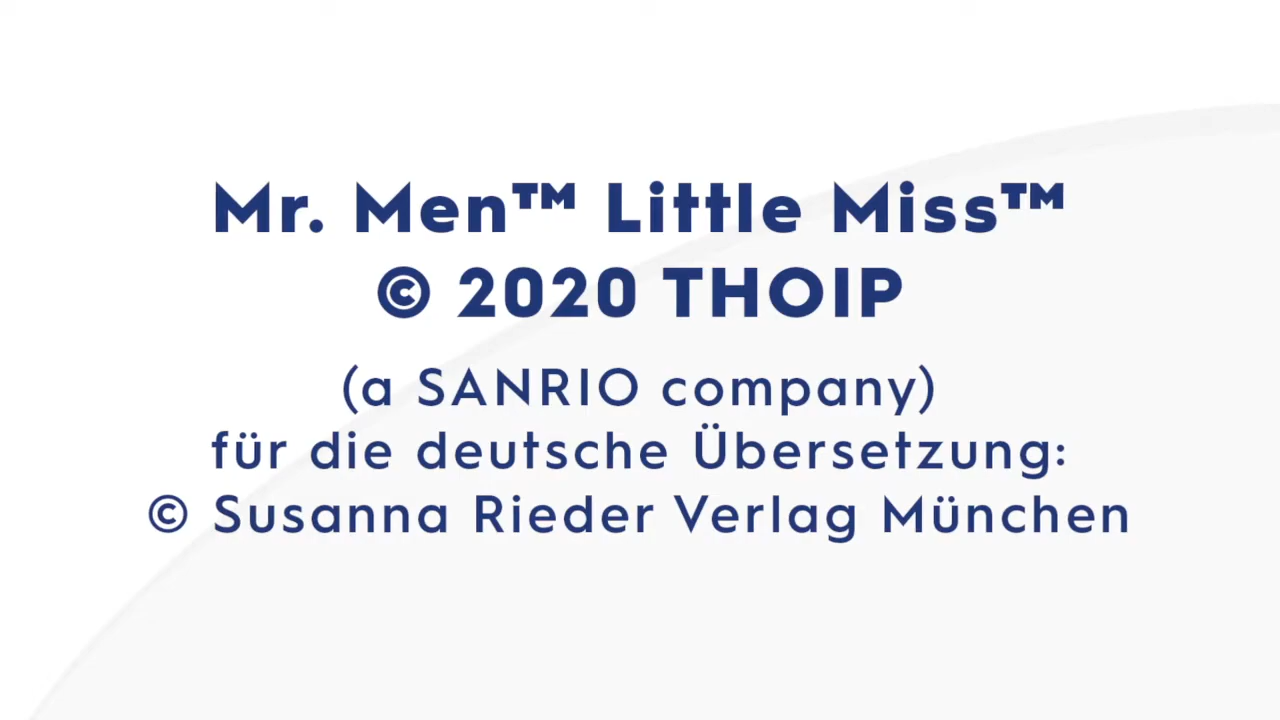 Mr. Men™ Little Miss™
© 2020 THOIP
(a SANRIO company)
für die deutsche Übersetzung:
© Susanna Rieder Verlag München